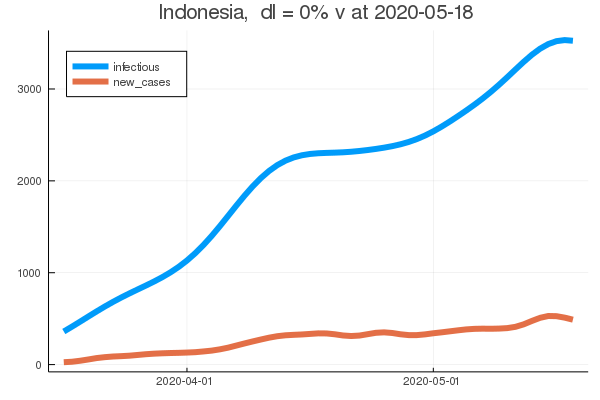 Indonesia,  dI = 0% v at 2020-05-18
infectious
new_cases
3000
2000
1000
0
2020-04-01
2020-05-01